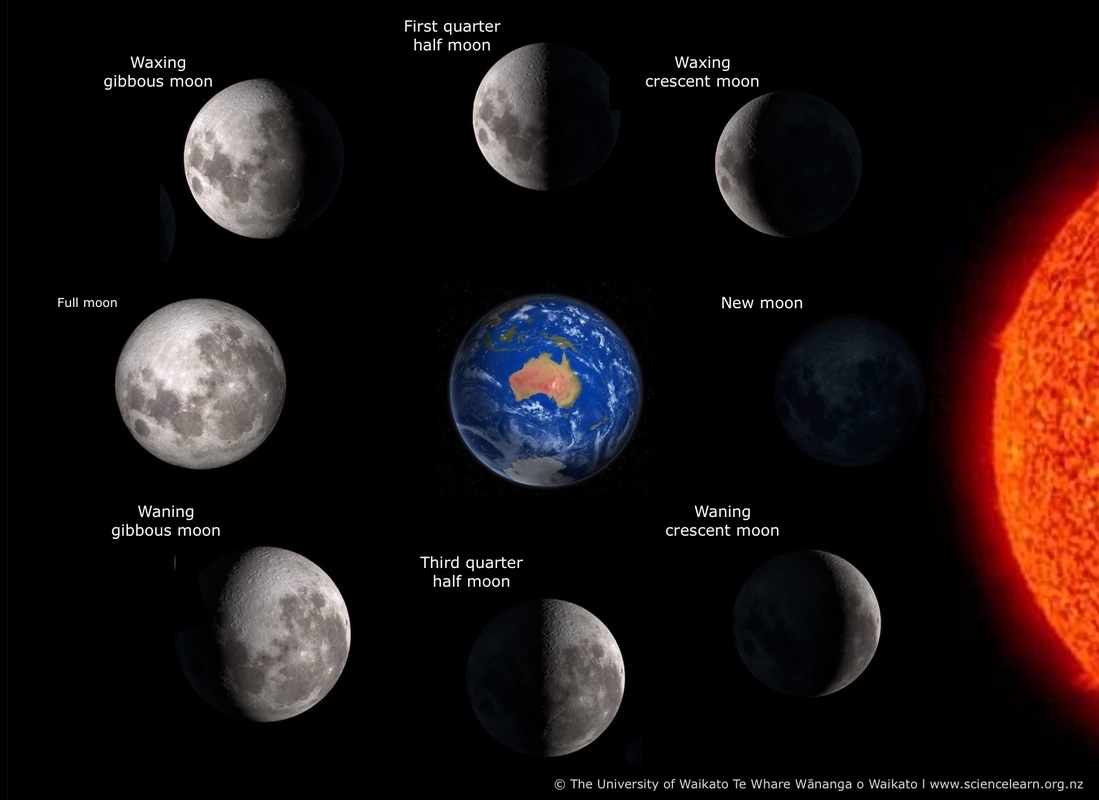 First quarter
half moon
Waxing
gibbous moon
Waxing
crescent moon
Full moon
New moon
Waning
gibbous moon
Waning
crescent moon
Third quarter
half moon
© The University of Waikato Te Whare Wānanga o Waikato I www.sciencelearn.org.nz